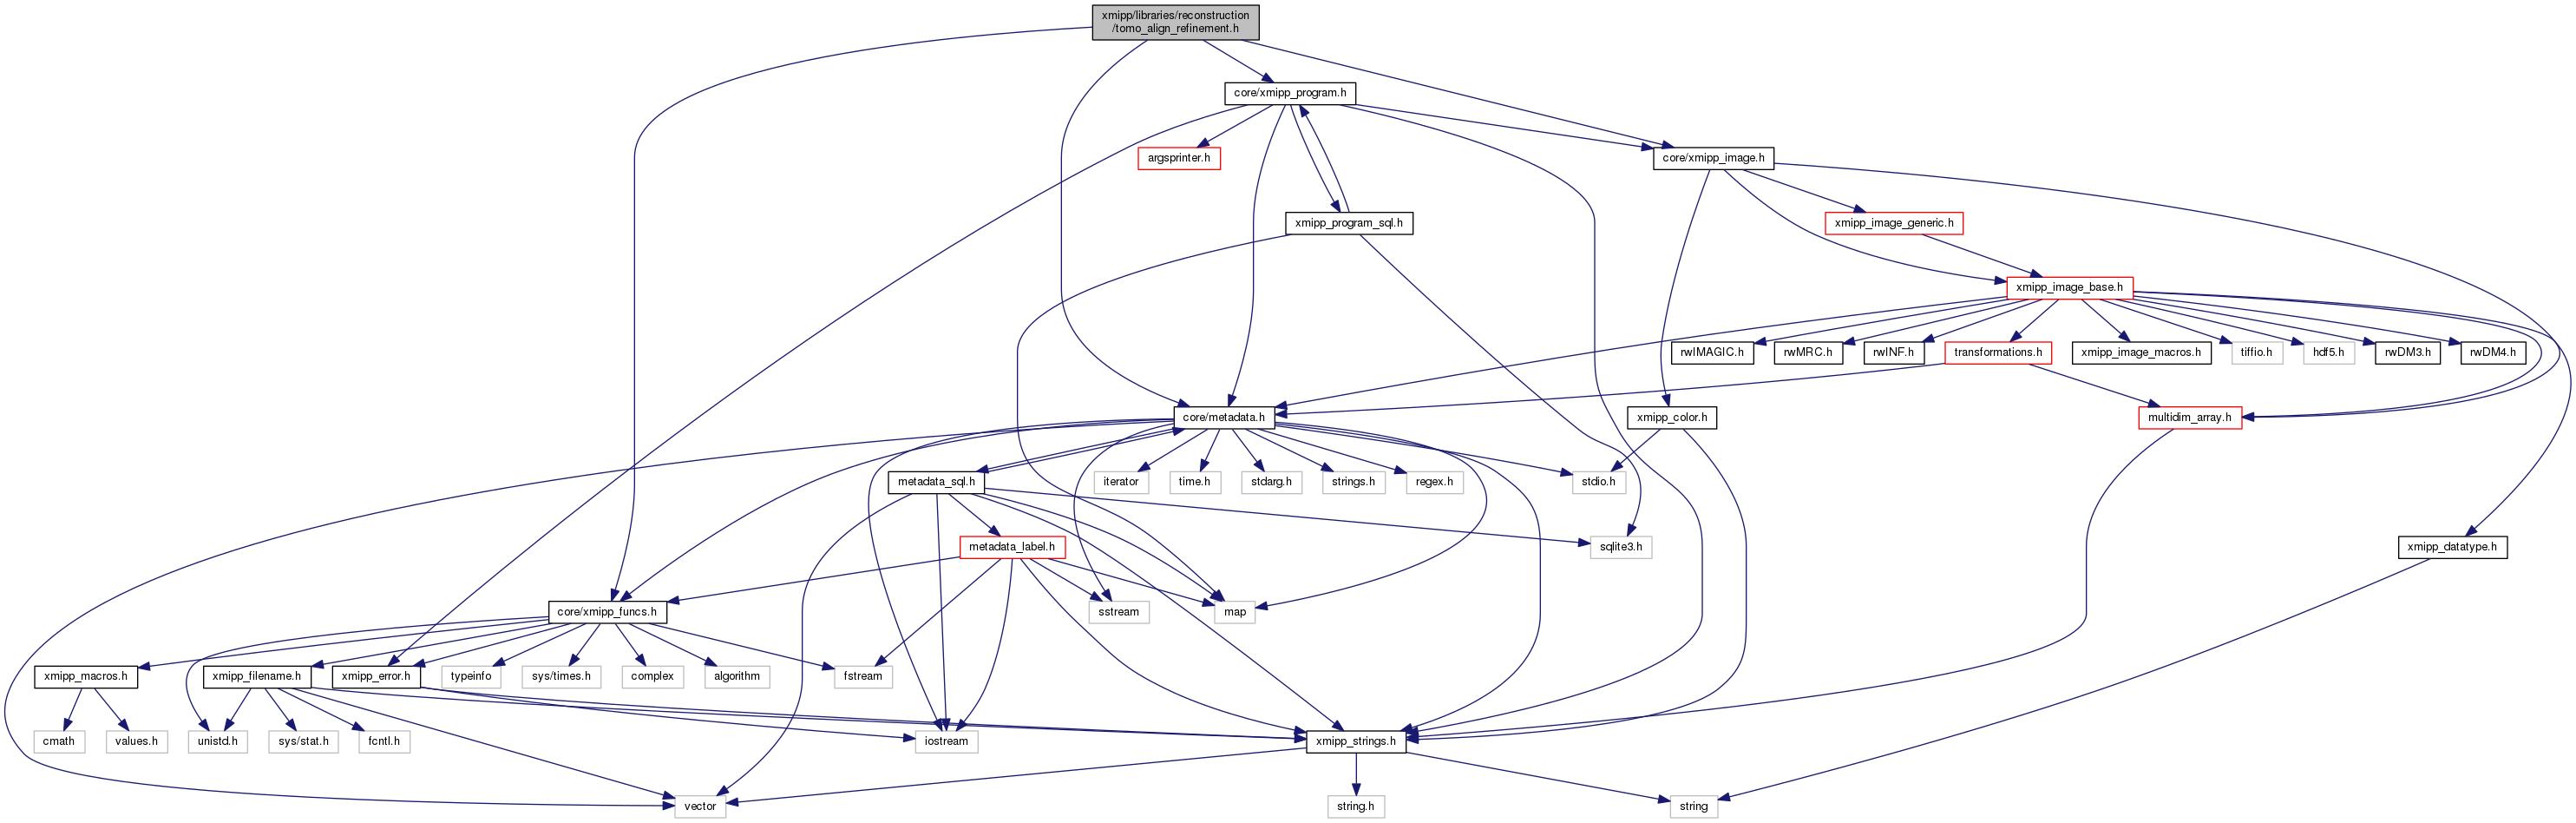 xmipp/libraries/reconstruction
/tomo_align_refinement.h
core/xmipp_program.h
argsprinter.h
core/xmipp_image.h
xmipp_program_sql.h
xmipp_image_generic.h
xmipp_image_base.h
rwIMAGIC.h
rwMRC.h
rwINF.h
transformations.h
xmipp_image_macros.h
tiffio.h
hdf5.h
rwDM3.h
rwDM4.h
core/metadata.h
xmipp_color.h
multidim_array.h
metadata_sql.h
iterator
time.h
stdarg.h
strings.h
regex.h
stdio.h
metadata_label.h
sqlite3.h
xmipp_datatype.h
core/xmipp_funcs.h
sstream
map
xmipp_macros.h
xmipp_filename.h
xmipp_error.h
typeinfo
sys/times.h
complex
algorithm
fstream
cmath
values.h
unistd.h
sys/stat.h
fcntl.h
iostream
xmipp_strings.h
vector
string.h
string